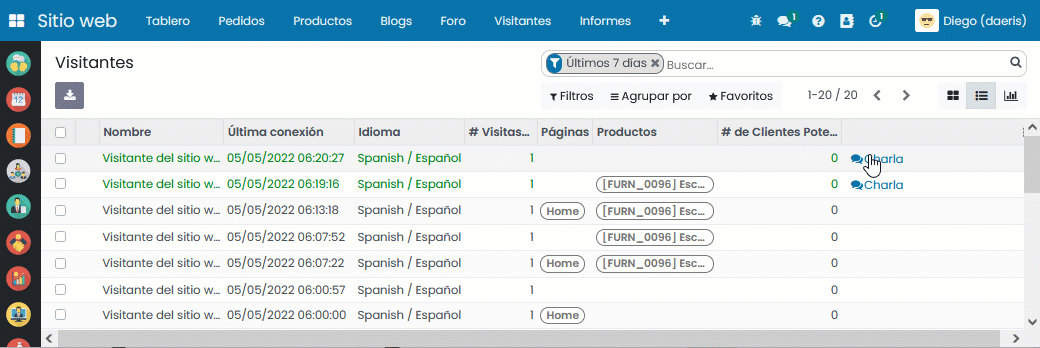 Sitio web Tablero Pedidos Productos Blogs Foro Visitantes Informes 1 1 Diego (daeris)
Visitantes Últimos 7 días Buscar...
Filtros Agrupar por Favoritos 1-20 / 20
Nombre Última conexión Idioma # Visitas... Páginas Productos # de Clientes Pote...
Visitante del sitio w... 05/05/2022 06:20:27 Spanish / Español 1 0 Charla
Visitante del sitio w... 05/05/2022 06:19:16 Spanish / Español 1 [FURN_0096] Esc... 0 Charla
Visitante del sitio w... 05/05/2022 06:13:18 Spanish / Español 1 Home [FURN_0096] Esc... 0
Visitante del sitio w... 05/05/2022 06:07:52 Spanish / Español 1 [FURN_0096] Esc... 0
Visitante del sitio w... 05/05/2022 06:07:22 Spanish / Español 1 Home [FURN_0096] Esc... 0
Visitante del sitio w... 05/05/2022 06:00:57 Spanish / Español 1 0
Visitante del sitio w... 05/05/2022 06:00:00 Spanish / Español 1 Home 0